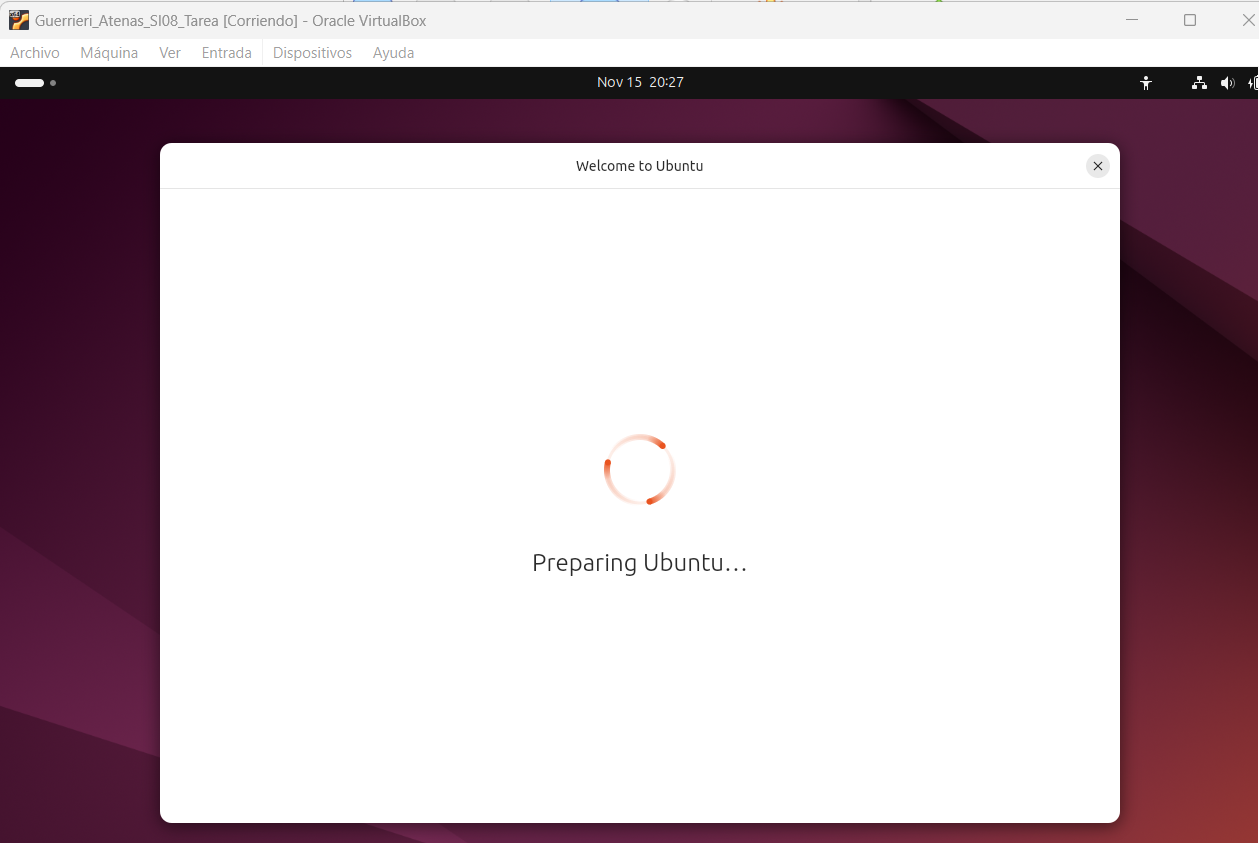 Guerrieri_Atenas_SI08_Tarea [Corriendo] - Oracle VirtualBox
Archivo Máquina Ver Entrada Dispositivos Ayuda
Nov 15 20:27
Welcome to Ubuntu
Preparing Ubuntu...